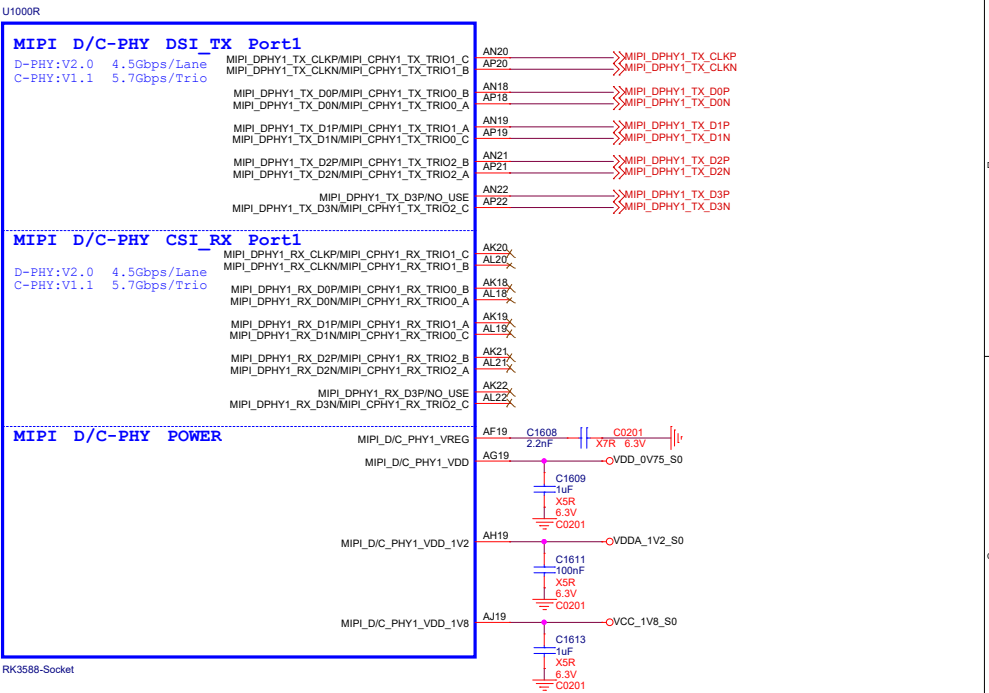 U1000R
MIPI D/C-PHY DSI_TX Port1
D-PHY:V2.0 4.5Gbps/Lane
C-PHY:V1.1 5.7Gbps/Trio
MIPI_DPHY1_TX_CLKP/MIPI_CPHY1_TX_TRIO1_C AN20 MIPI_DPHY1_TX_CLKP
MIPI_DPHY1_TX_CLKN/MIPI_CPHY1_TX_TRIO1_B AP20 MIPI_DPHY1_TX_CLKN
MIPI_DPHY1_TX_D0P/MIPI_CPHY1_TX_TRIO0_B AN18 MIPI_DPHY1_TX_D0P
MIPI_DPHY1_TX_D0N/MIPI_CPHY1_TX_TRIO0_A AP18 MIPI_DPHY1_TX_D0N
MIPI_DPHY1_TX_D1P/MIPI_CPHY1_TX_TRIO1_A AN19 MIPI_DPHY1_TX_D1P
MIPI_DPHY1_TX_D1N/MIPI_CPHY1_TX_TRIO0_C AP19 MIPI_DPHY1_TX_D1N
MIPI_DPHY1_TX_D2P/MIPI_CPHY1_TX_TRIO2_B AN21 MIPI_DPHY1_TX_D2P
MIPI_DPHY1_TX_D2N/MIPI_CPHY1_TX_TRIO2_A AP21 MIPI_DPHY1_TX_D2N
MIPI_DPHY1_TX_D3P/NO_USE AN22 MIPI_DPHY1_TX_D3P
MIPI_DPHY1_TX_D3N/MIPI_CPHY1_TX_TRIO2_C AP22 MIPI_DPHY1_TX_D3N
MIPI D/C-PHY CSI_RX Port1
D-PHY:V2.0 4.5Gbps/Lane
C-PHY:V1.1 5.7Gbps/Trio
MIPI_DPHY1_RX_CLKP/MIPI_CPHY1_RX_TRIO1_C AK20
MIPI_DPHY1_RX_CLKN/MIPI_CPHY1_RX_TRIO1_B AL20
MIPI_DPHY1_RX_D0P/MIPI_CPHY1_RX_TRIO0_B AK18
MIPI_DPHY1_RX_D0N/MIPI_CPHY1_RX_TRIO0_A AL18
MIPI_DPHY1_RX_D1P/MIPI_CPHY1_RX_TRIO1_A AK19
MIPI_DPHY1_RX_D1N/MIPI_CPHY1_RX_TRIO0_C AL19
MIPI_DPHY1_RX_D2P/MIPI_CPHY1_RX_TRIO2_B AK21
MIPI_DPHY1_RX_D2N/MIPI_CPHY1_RX_TRIO2_A AL21
MIPI_DPHY1_RX_D3P/NO_USE AK22
MIPI_DPHY1_RX_D3N/MIPI_CPHY1_RX_TRIO2_C AL22
MIPI D/C-PHY POWER
MIPI_D/C_PHY1_VREG AF19 C1608 C0201
2.2nF X7R 6.3V
MIPI_D/C_PHY1_VDD AG19 VDD_0V75_S0
C1609
1uF
X5R
6.3V
C0201
MIPI_D/C_PHY1_VDD_1V2 AH19 VDDA_1V2_S0
C1611
100nF
X5R
6.3V
C0201
MIPI_D/C_PHY1_VDD_1V8 AJ19 VCC_1V8_S0
C1613
1uF
X5R
6.3V
C0201
RK3588-Socket